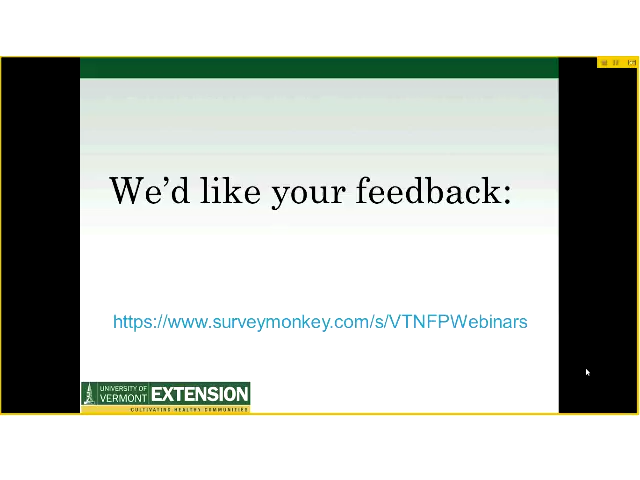 We'd like your feedback:
https://www.surveymonkey.com/s/VTNFPWebinars
UNIVERSITY OF
VERMONT EXTENSION
CULTIVATING HEALTHY COMMUNITIES